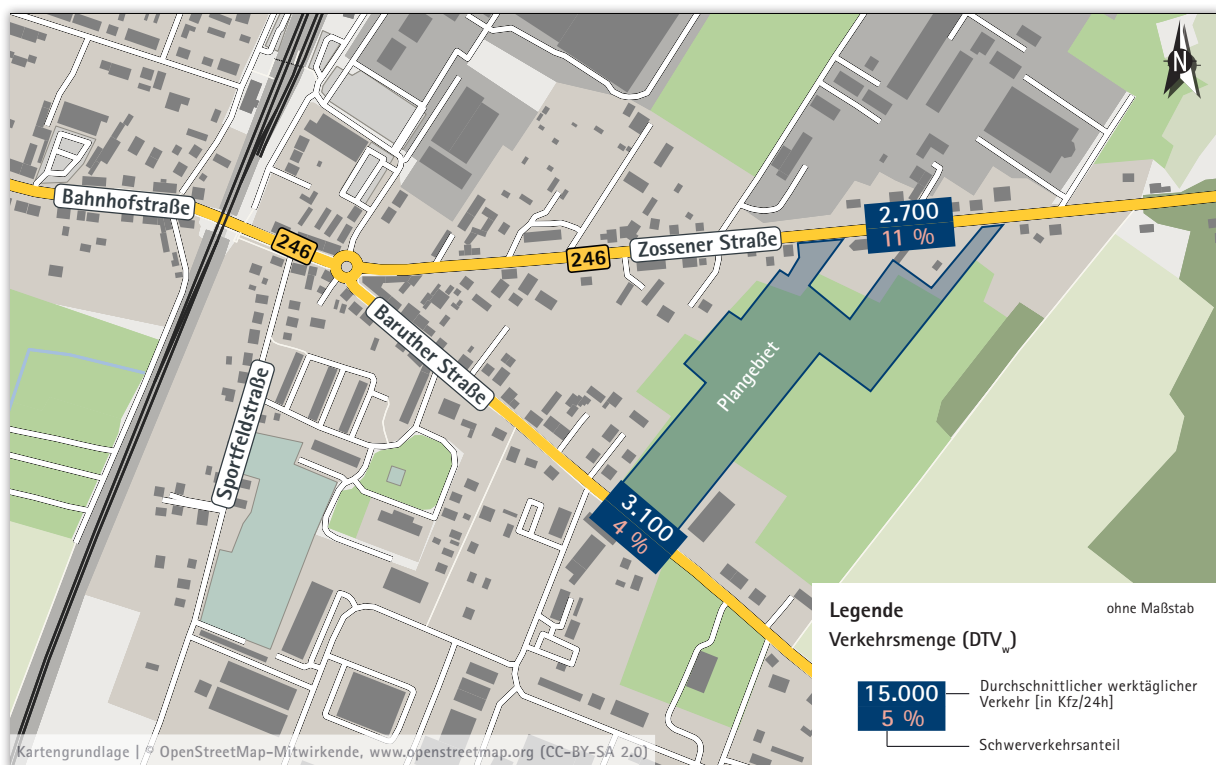 N
Bahnhofstraße
246
246
Zossener Straße
2.700
11 %
Baruther Straße
Sportfeldstraße
Plangebiet
3.100
4 %
Legende
ohne Maßstab
Verkehrsmenge (DTVw)
15.000
5 %
Durchschnittlicher werktäglicher
Verkehr [in Kfz/24h]
Schwerverkehrsanteil
Kartengrundlage | © OpenStreetMap-Mitwirkende, www.openstreetmap.org (CC-BY-SA 2.0)